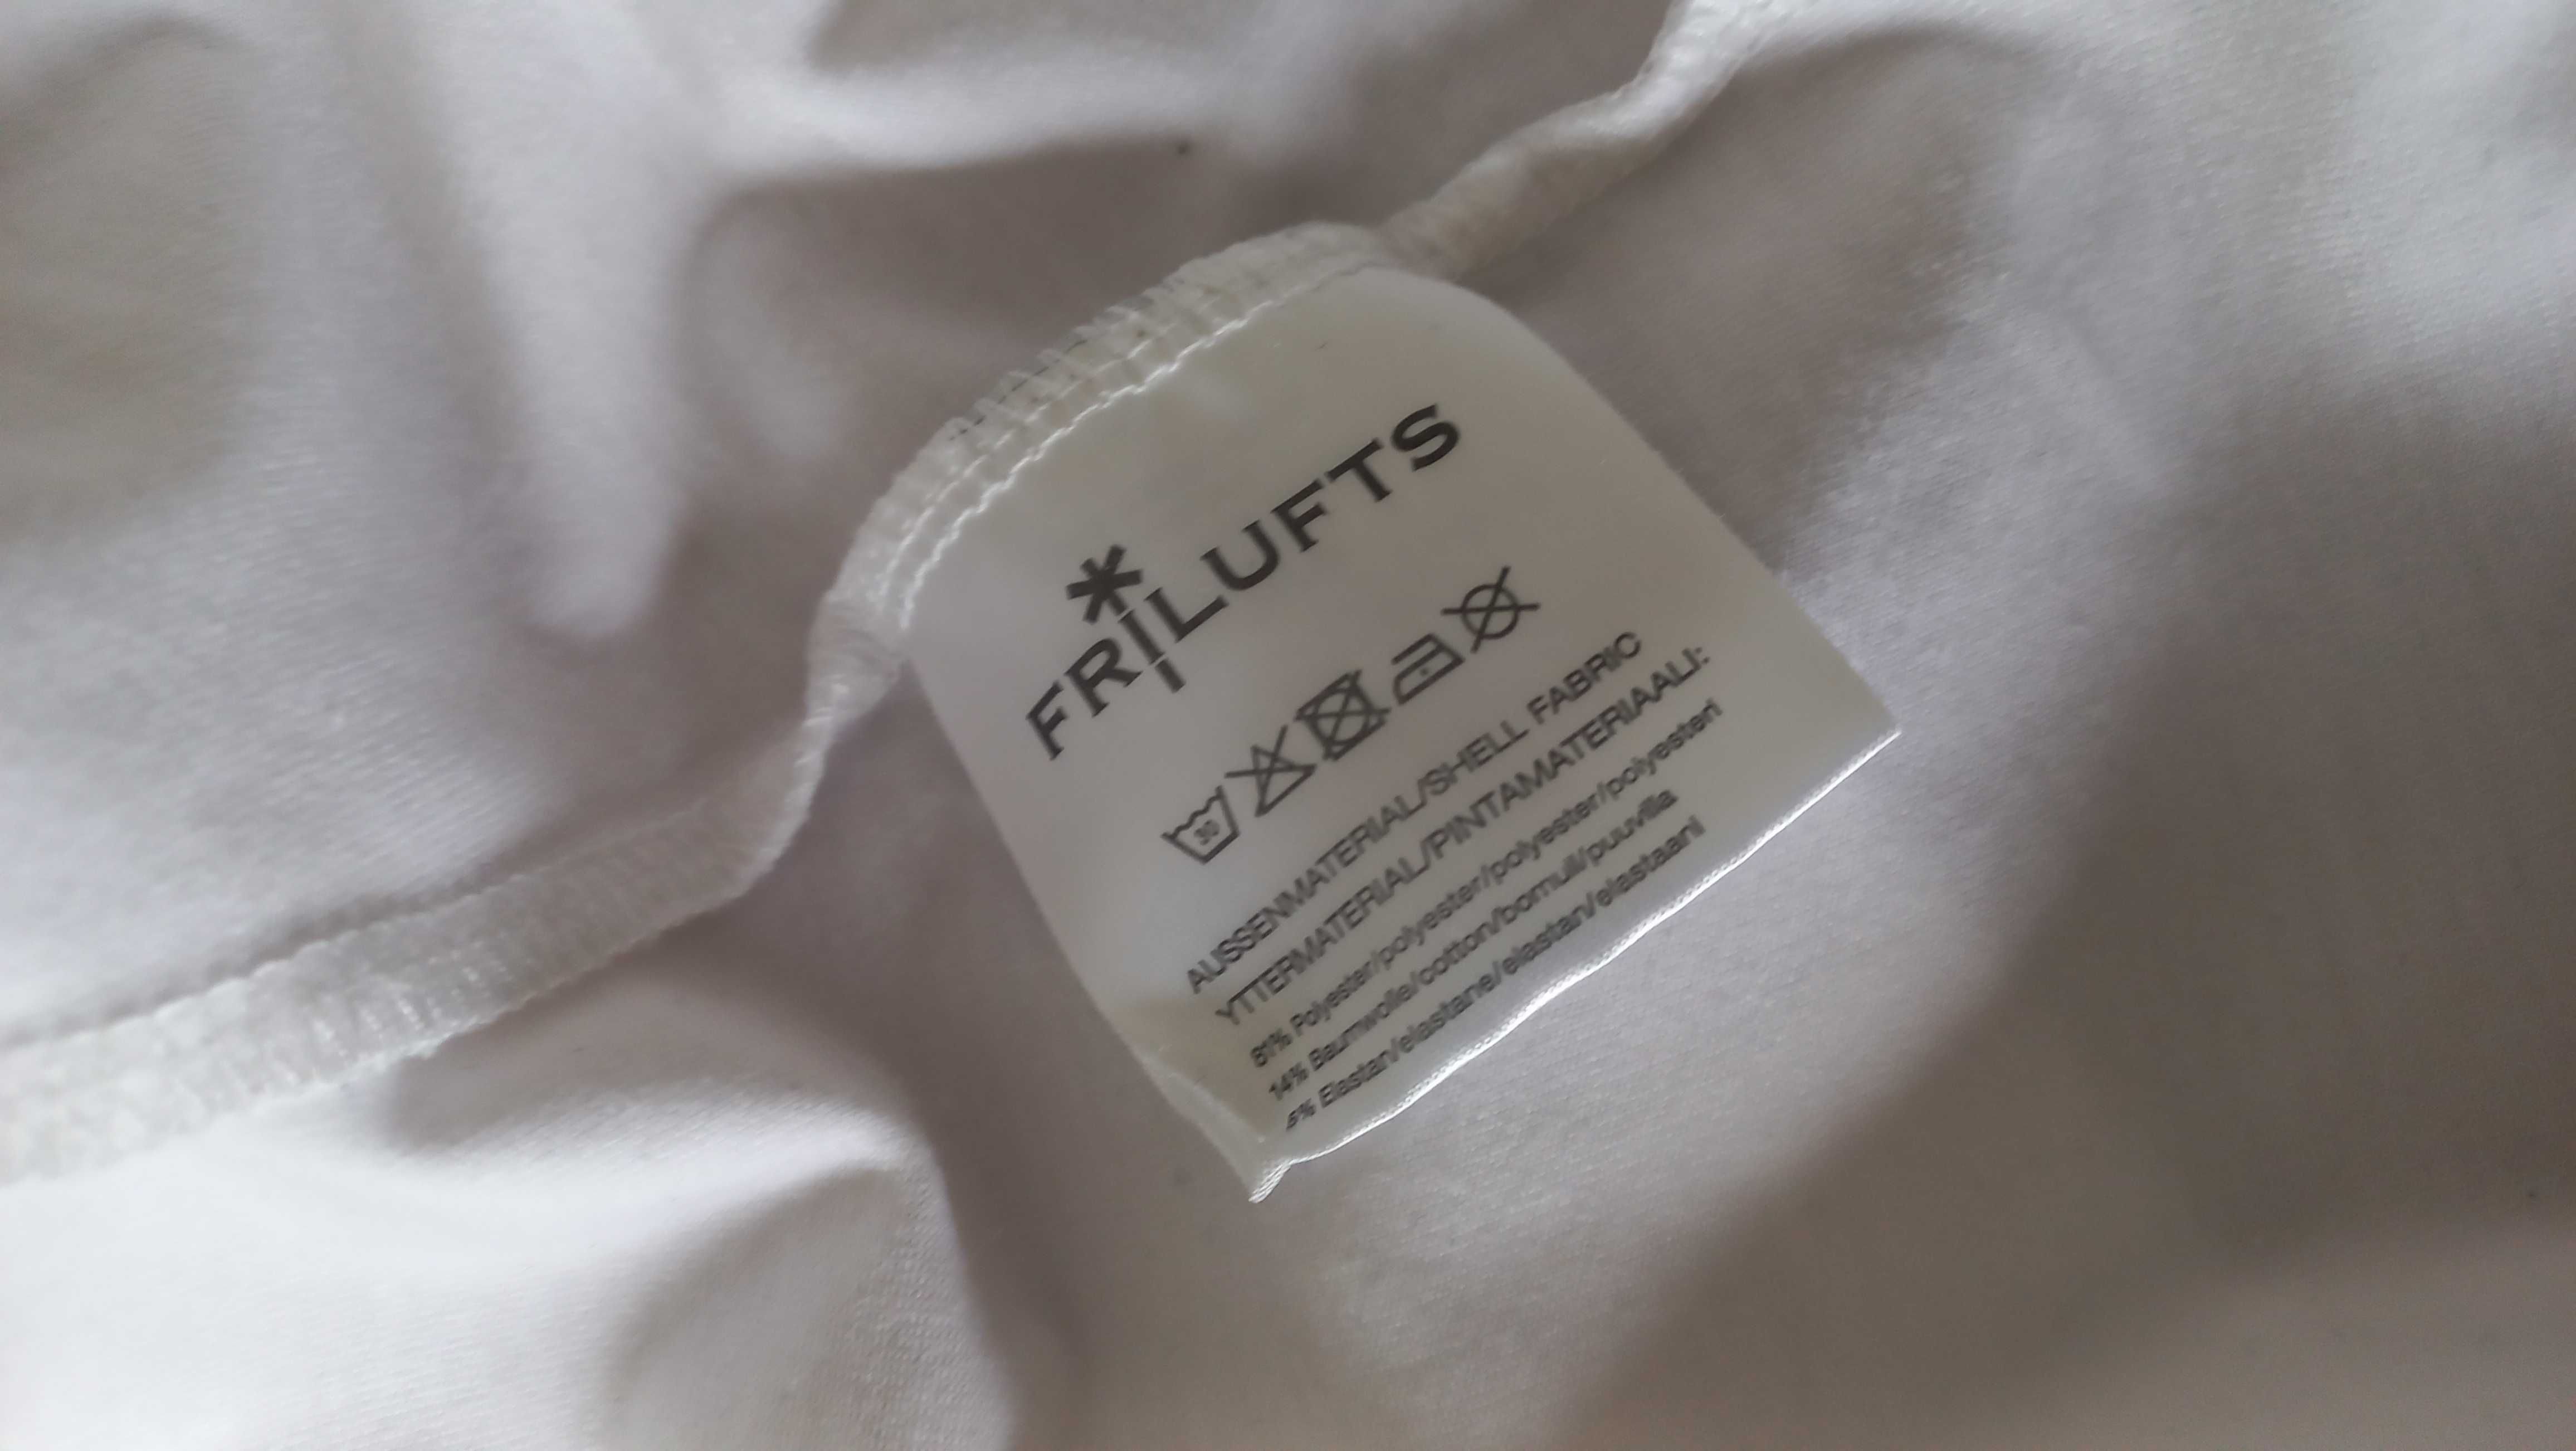 FRILUFTS
30
AUSSENMATERIAL/SHELL FABRIC
YTTERMATERIAL/PINTAMATERIAALI:
81% Polyester/polyester/polyester/polyesteri
14% Baumwolle/cotton/bomull/puuvilla
5% Elastan/elastane/elastan/elastaani